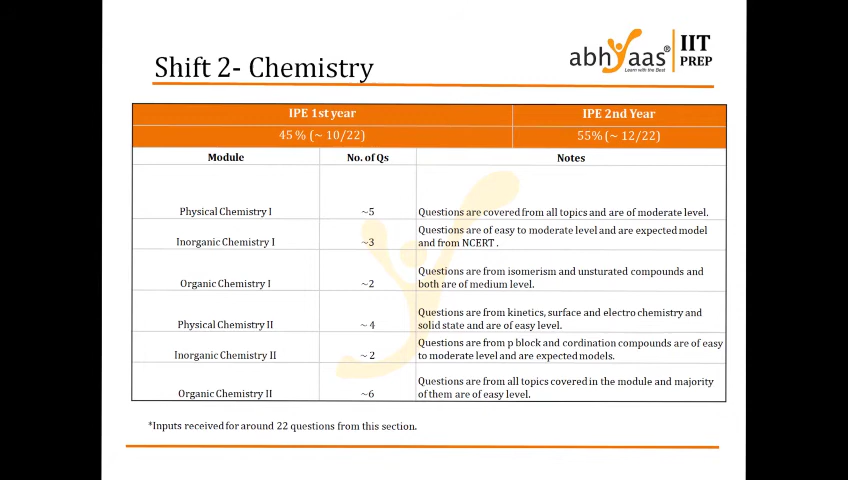 Shift 2- Chemistry
abhyaas®
Learn with the Best
IIT
PREP
IPE 1st year IPE 2nd Year
45 % (~ 10/22) 55% (~ 12/22)
Module No. of Qs Notes
Physical Chemistry I ~5 Questions are covered from all topics and are of moderate level.
Inorganic Chemistry I ~3 Questions are of easy to moderate level and are expected model
and from NCERT .
Organic Chemistry I ~2 Questions are from isomerism and unsturated compounds and
both are of medium level.
Physical Chemistry II ~ 4 Questions are from kinetics, surface and electro chemistry and
solid state and are of easy level.
Inorganic Chemistry II ~ 2 Questions are from p block and cordination compounds are of easy
to moderate level and are expected models.
Organic Chemistry II ~6 Questions are from all topics covered in the module and majority
of them are of easy level.
*Inputs received for around 22 questions from this section.